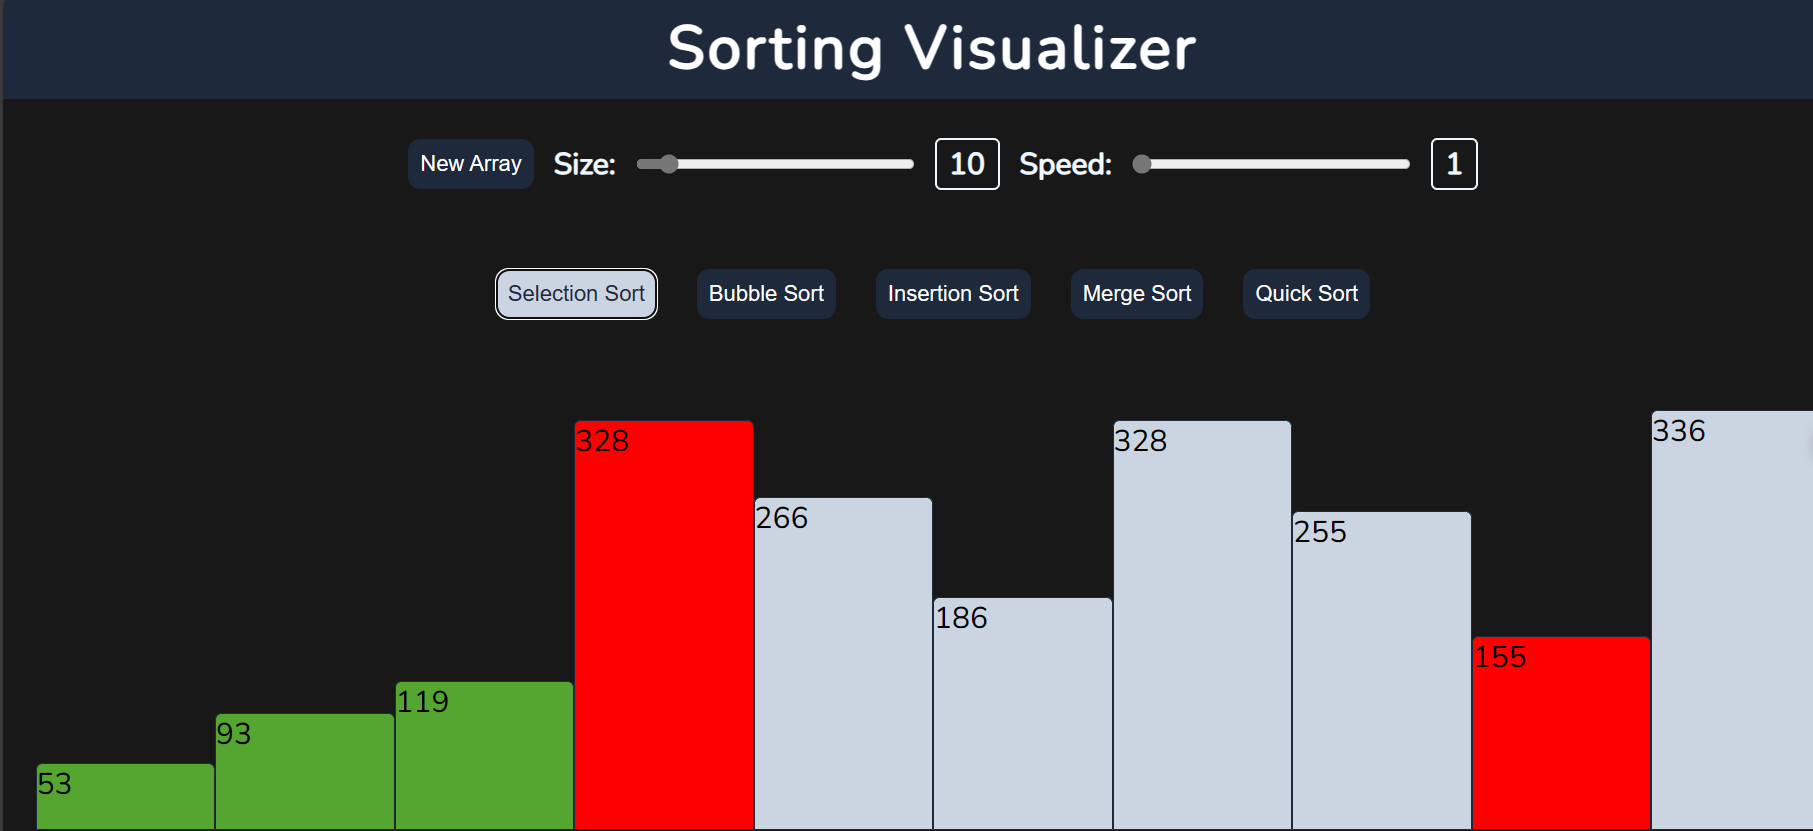 Sorting Visualizer
New Array Size: 10 Speed: 1
Selection Sort Bubble Sort Insertion Sort Merge Sort Quick Sort
53 93 119 328 266 186 328 255 155 336